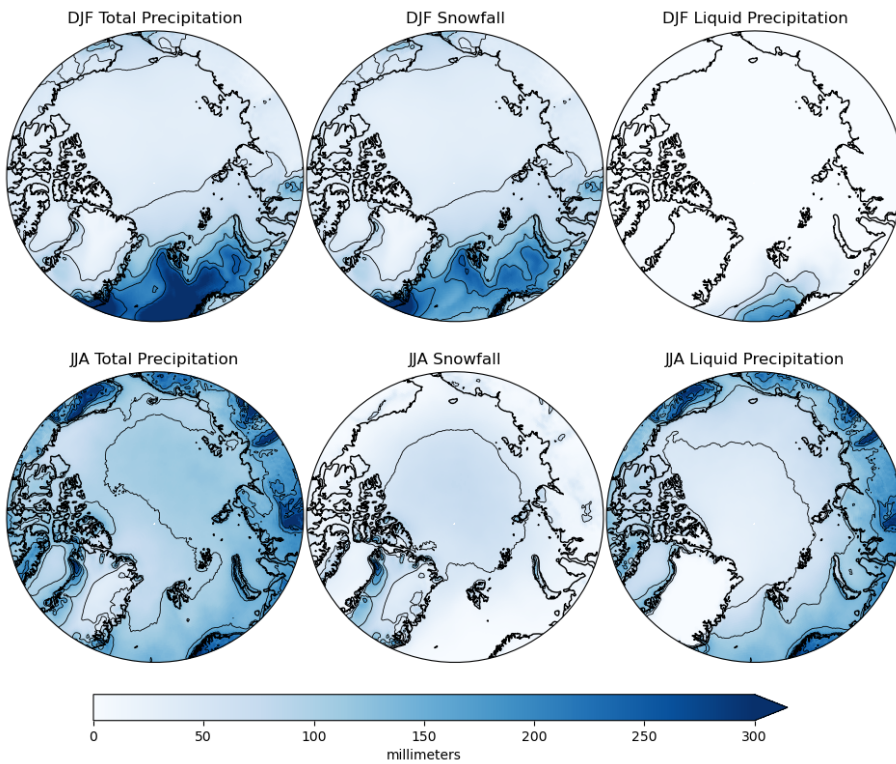 DJF Total Precipitation
DJF Snowfall
DJF Liquid Precipitation
JJA Total Precipitation
JJA Snowfall
JJA Liquid Precipitation
0 50 100 150 200 250 300
millimeters